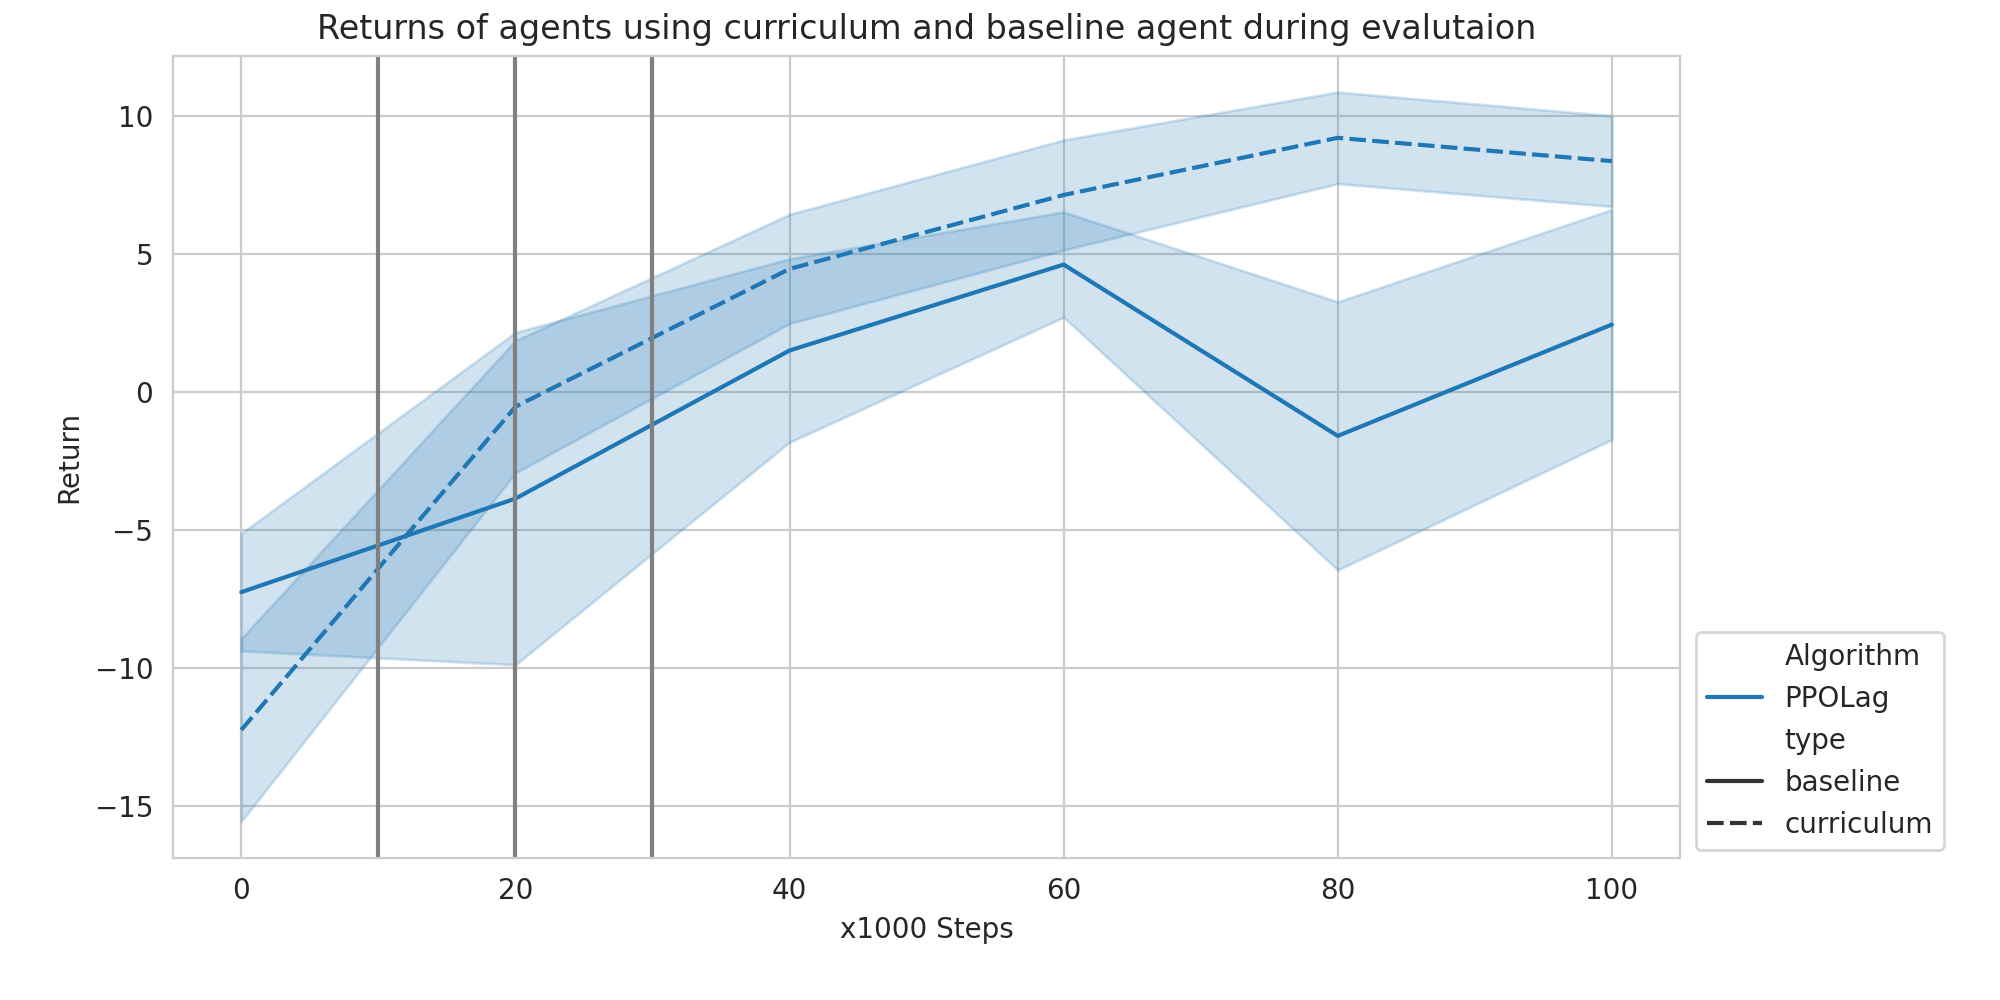 Returns of agents using curriculum and baseline agent during evalutaion
10
5
0
−5
−10
−15
Return
0 20 40 60 80 100
x1000 Steps
Algorithm
PPOLag
type
baseline
curriculum